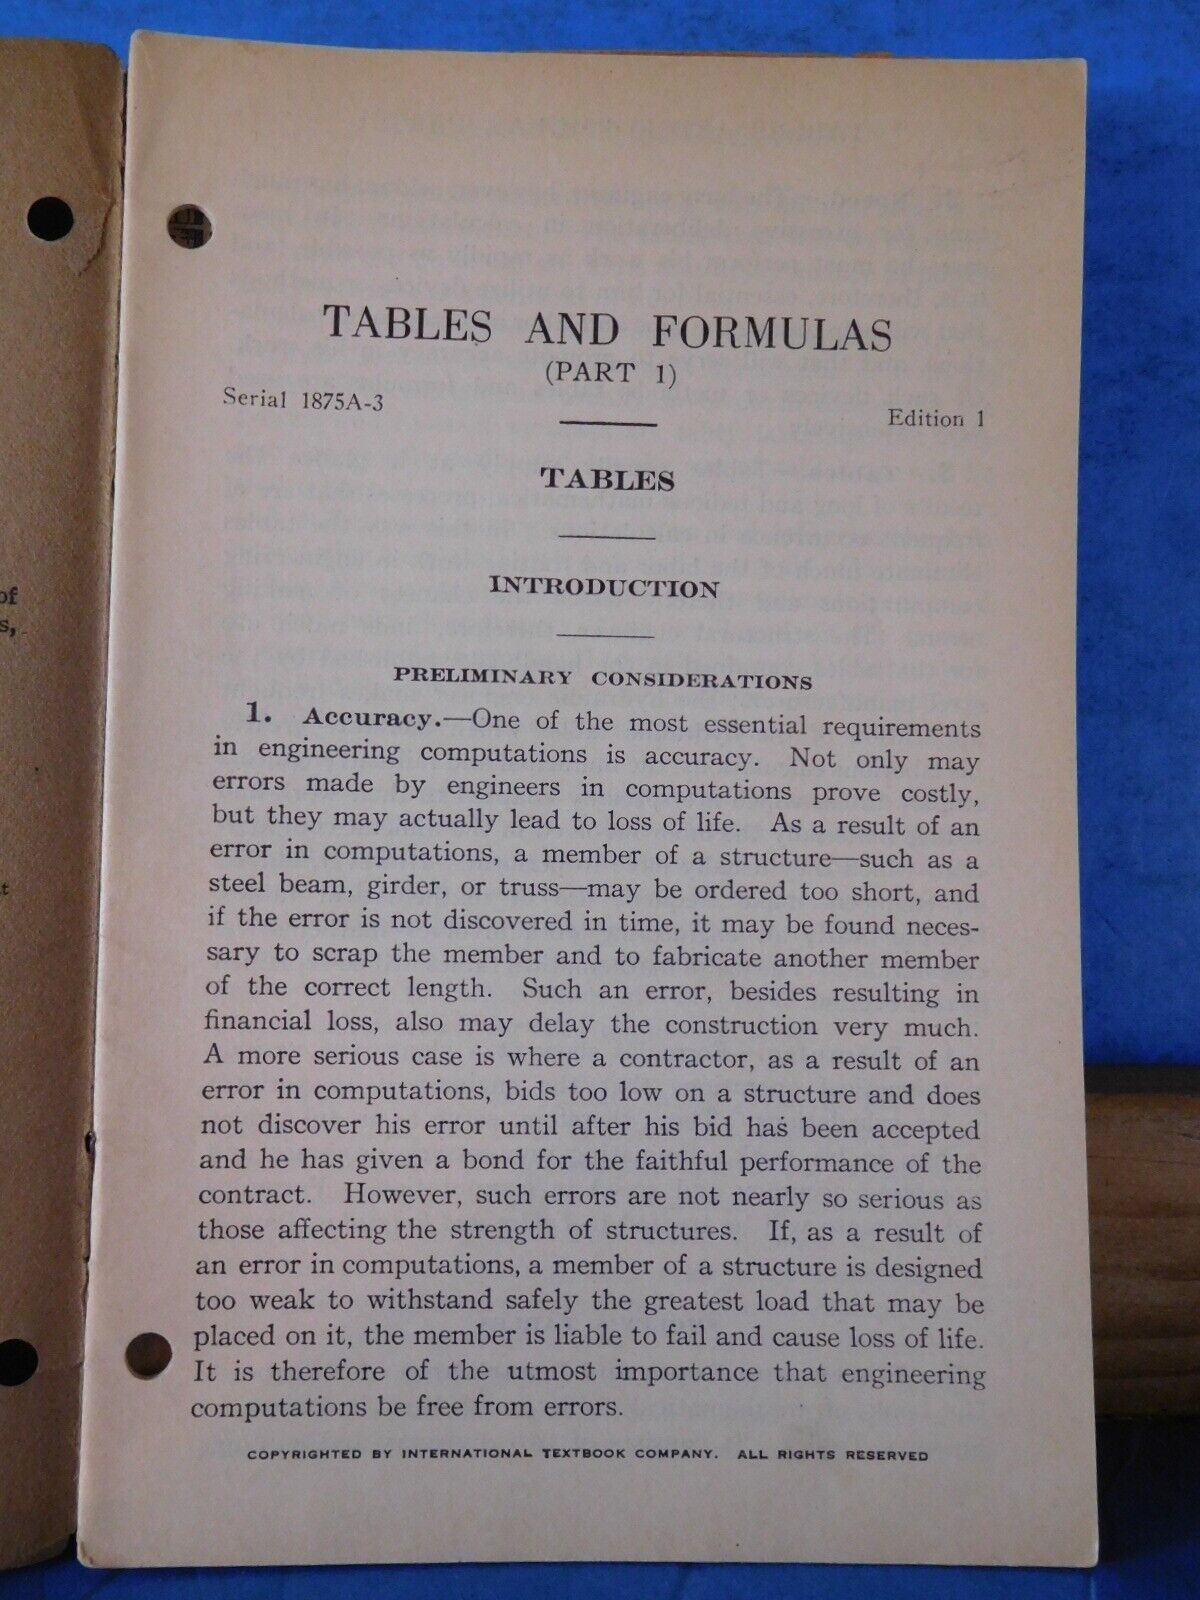 of
s,
t
TABLES AND FORMULAS
(PART 1)
Serial 1875A-3
Edition 1
TABLES
INTRODUCTION
PRELIMINARY CONSIDERATIONS
1. Accuracy.—One of the most essential requirements
in engineering computations is accuracy. Not only may
errors made by engineers in computations prove costly,
but they may actually lead to loss of life. As a result of an
error in computations, a member of a structure—such as a
steel beam, girder, or truss—may be ordered too short, and
if the error is not discovered in time, it may be found neces-
sary to scrap the member and to fabricate another member
of the correct length. Such an error, besides resulting in
financial loss, also may delay the construction very much.
A more serious case is where a contractor, as a result of an
error in computations, bids too low on a structure and does
not discover his error until after his bid has been accepted
and he has given a bond for the faithful performance of the
contract. However, such errors are not nearly so serious as
those affecting the strength of structures. If, as a result of
an error in computations, a member of a structure is designed
too weak to withstand safely the greatest load that may be
placed on it, the member is liable to fail and cause loss of life.
It is therefore of the utmost importance that engineering
computations be free from errors.
COPYRIGHTED BY INTERNATIONAL TEXTBOOK COMPANY. ALL RIGHTS RESERVED